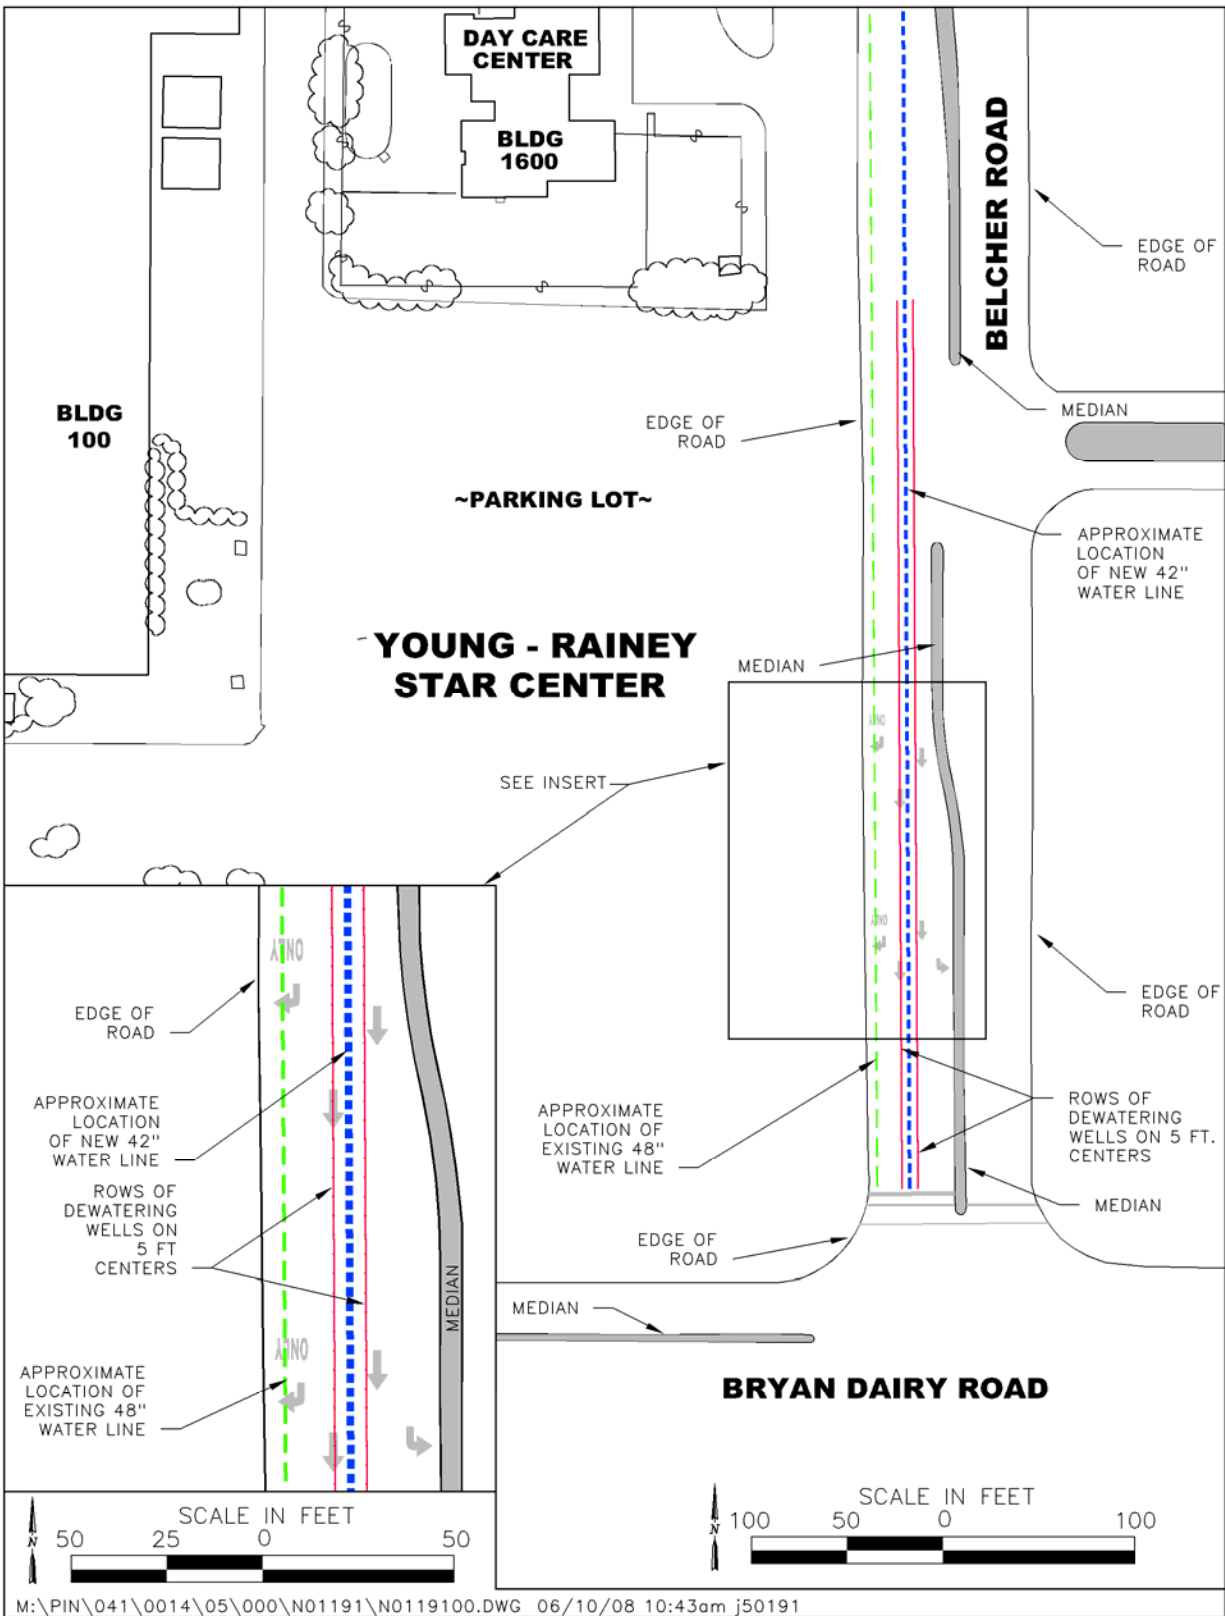 DAY CARE
CENTER
BLDG
1600
BELCHER ROAD
EDGE OF
ROAD
MEDIAN
BLDG
100
EDGE OF
ROAD
~PARKING LOT~
APPROXIMATE
LOCATION
OF NEW 42"
WATER LINE
YOUNG - RAINEY
STAR CENTER
MEDIAN
ONLY
SEE INSERT
ONLY
EDGE OF
ROAD
ROWS OF
DEWATERING
WELLS ON 5 FT.
CENTERS
APPROXIMATE
LOCATION OF
EXISTING 48"
WATER LINE
MEDIAN
EDGE OF
ROAD
MEDIAN
BRYAN DAIRY ROAD
ONLY
EDGE OF
ROAD
APPROXIMATE
LOCATION
OF NEW 42"
WATER LINE
ROWS OF
DEWATERING
WELLS ON
5 FT
CENTERS
MEDIAN
ONLY
APPROXIMATE
LOCATION OF
EXISTING 48"
WATER LINE
N
SCALE IN FEET
50 25 0 50
N
SCALE IN FEET
100 50 0 100
M:\PIN\041\0014\05\000\N01191\N0119100.DWG 06/10/08 10:43am j50191